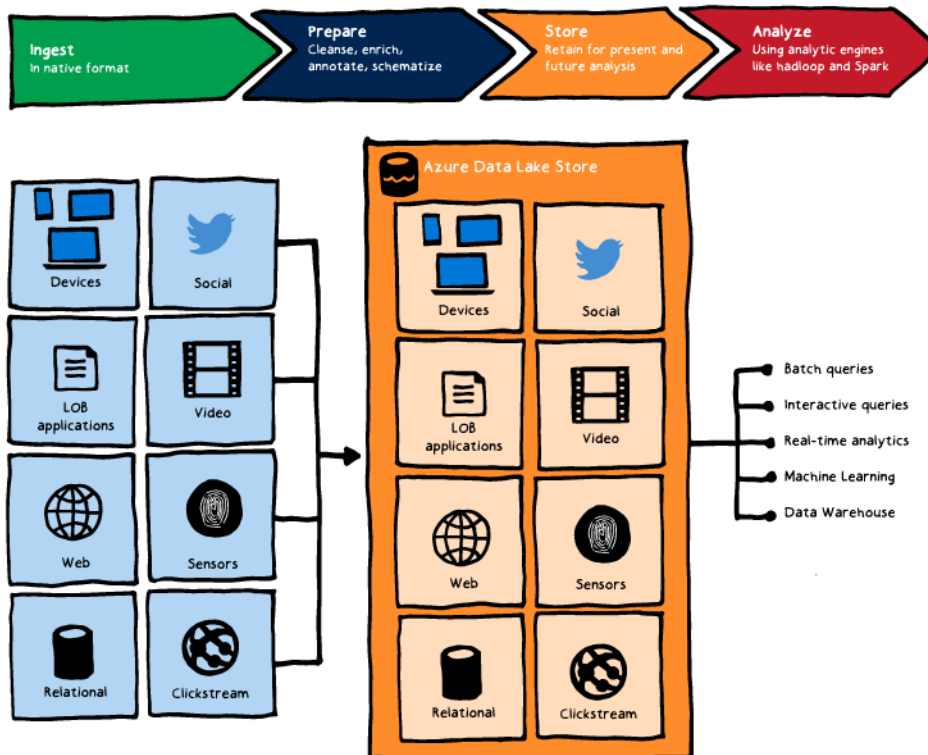 Ingest
In native format
Prepare
Cleanse, enrich,
annotate, schematize
Store
Retain for present and
future analysis
Analyze
Using analytic engines
like hadloop and Spark
Azure Data Lake Store
Devices
Social
LOB
applications
Video
Web
Sensors
Relational
Clickstream
Devices
Social
LOB
applications
Video
Web
Sensors
Relational
Clickstream
Batch queries
Interactive queries
Real-time analytics
Machine Learning
Data Warehouse